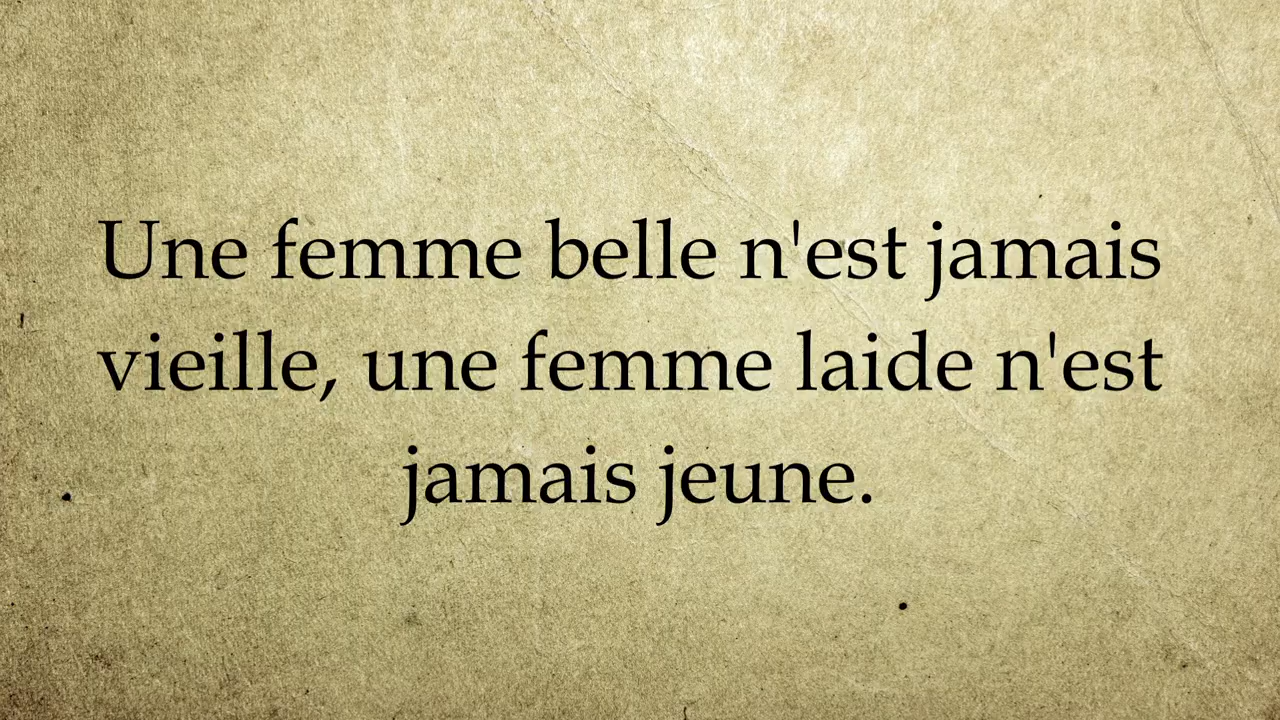 Une femme belle n'est jamais
vieille, une femme laide n'est
jamais jeune.